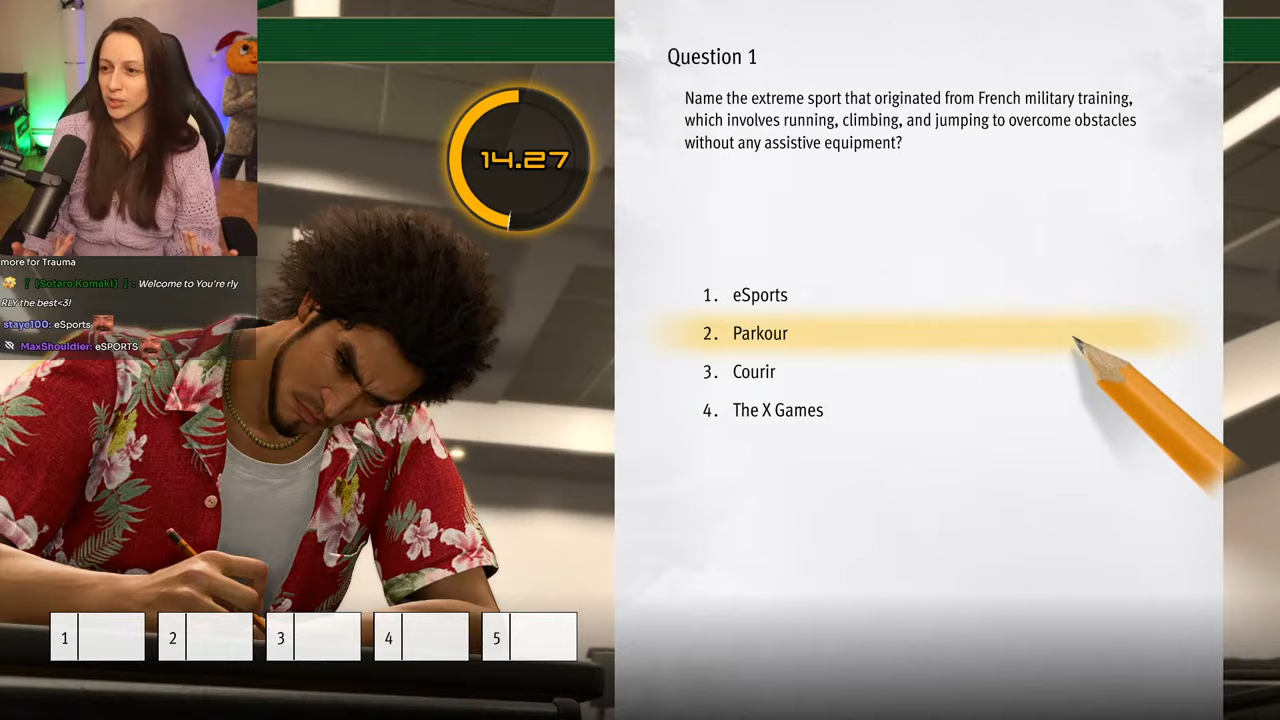 more for Trauma
[Sotaro Komaki] : Welcome to You're rly
RLY the best<3!
staye100: eSports
MaxShouldier: eSPORTS
14.27
Question 1
Name the extreme sport that originated from French military training,
which involves running, climbing, and jumping to overcome obstacles
without any assistive equipment?
1. eSports
2. Parkour
3. Courir
4. The X Games
1 2 3 4 5